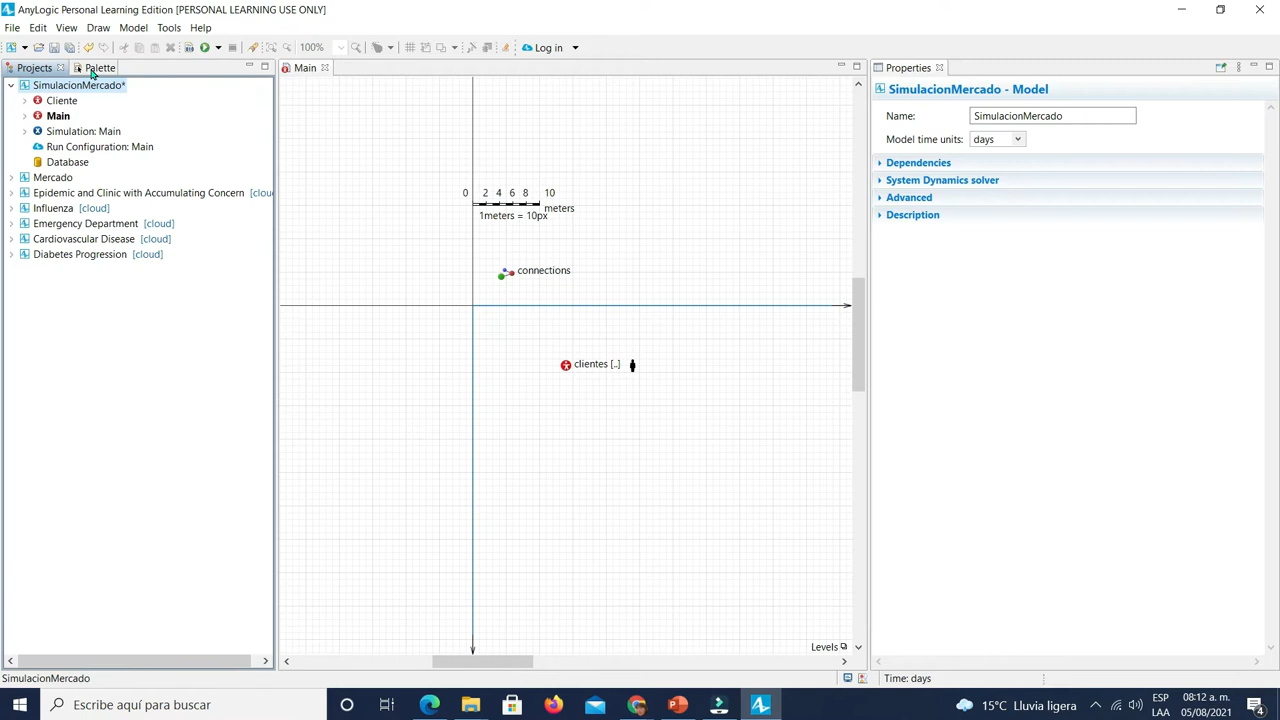 AnyLogic Personal Learning Edition [PERSONAL LEARNING USE ONLY]
File Edit View Draw Model Tools Help
100% Log in
Projects Palette Main Properties
SimulacionMercado*
Cliente
Main
Simulation: Main
Run Configuration: Main
Database
Mercado
Epidemic and Clinic with Accumulating Concern [clou
Influenza [cloud]
Emergency Department [cloud]
Cardiovascular Disease [cloud]
Diabetes Progression [cloud]
0 2 4 6 8 10
meters
1meters = 10px
connections
clientes [..]
Levels
SimulacionMercado - Model
Name: SimulacionMercado
Model time units: days
Dependencies
System Dynamics solver
Advanced
Description
SimulacionMercado
Time: days
Escribe aquí para buscar
15°C Lluvia ligera
ESP
LAA
08:12 a. m.
05/08/2021
4